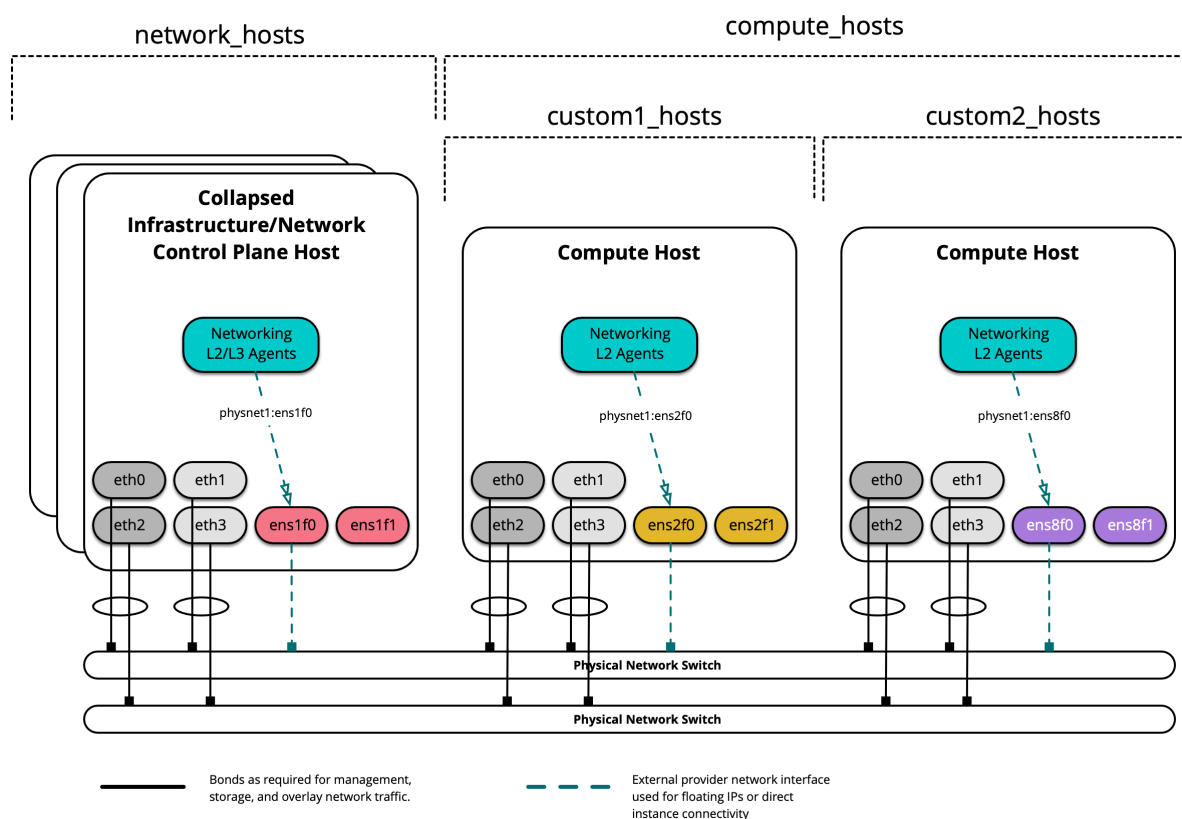 network_hosts
compute_hosts
custom1_hosts
custom2_hosts
Collapsed
Infrastructure/Network
Control Plane Host
Networking
L2/L3 Agents
physnet1:ens1f0
eth0
eth1
eth2
eth3
ens1f0
ens1f1
Compute Host
Networking
L2 Agents
physnet1:ens2f0
eth0
eth1
eth2
eth3
ens2f0
ens2f1
Compute Host
Networking
L2 Agents
physnet1:ens8f0
eth0
eth1
eth2
eth3
ens8f0
ens8f1
Physical Network Switch
Physical Network Switch
Bonds as required for management,
storage, and overlay network traffic.
External provider network interface
used for floating IPs or direct
instance connectivity